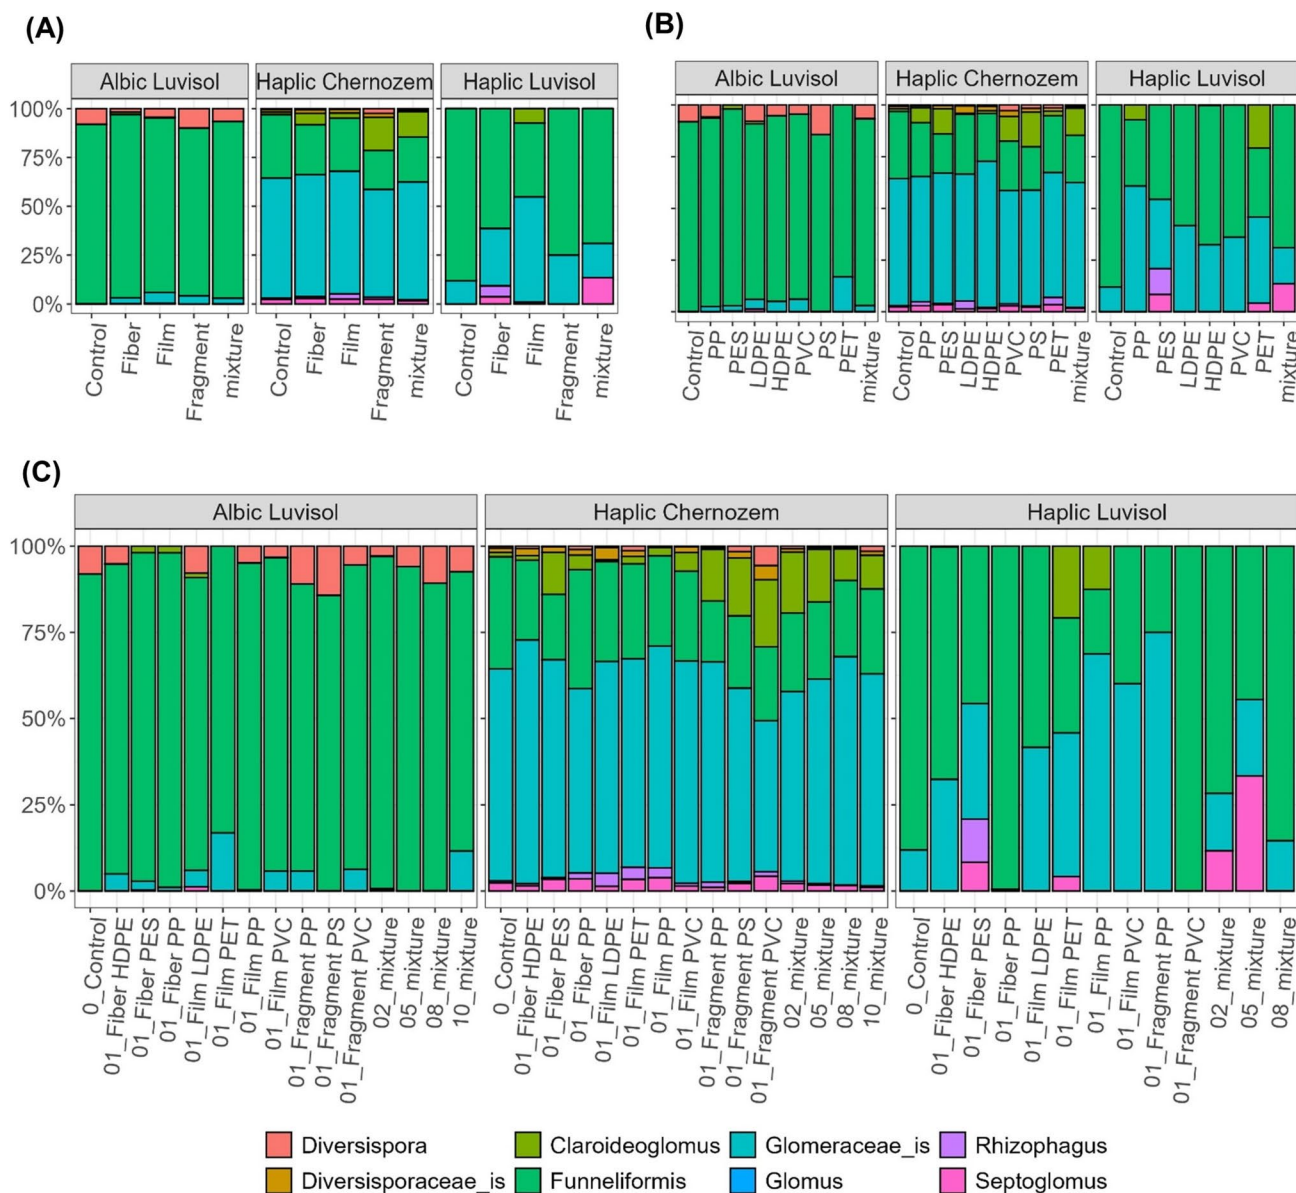 (A)
Albic Luvisol Haplic Chernozem Haplic Luvisol
100%
75%
50%
25%
0%
Control Fiber Film Fragment mixture Control Fiber Film Fragment mixture Control Fiber Film Fragment mixture
(B)
Albic Luvisol Haplic Chernozem Haplic Luvisol
Control PP PES LDPE HDPE PVC PS PET mixture Control PP PES LDPE HDPE PVC PS PET mixture Control PP PES LDPE HDPE PVC PET mixture
(C)
Albic Luvisol Haplic Chernozem Haplic Luvisol
100%
75%
50%
25%
0%
0_Control 01_Fiber HDPE 01_Fiber PES 01_Fiber PP 01_Film LDPE 01_Film PET 01_Film PP 01_Film PVC 01_Fragment PP 01_Fragment PS 01_Fragment PVC 02_mixture 05_mixture 08_mixture 10_mixture 0_Control 01_Fiber HDPE 01_Fiber PES 01_Fiber PP 01_Film LDPE 01_Film PET 01_Film PP 01_Film PVC 01_Fragment PP 01_Fragment PS 01_Fragment PVC 02_mixture 05_mixture 08_mixture 10_mixture 0_Control 01_Fiber HDPE 01_Fiber PES 01_Fiber PP 01_Film LDPE 01_Film PET 01_Film PP 01_Film PVC 01_Fragment PP 01_Fragment PVC 02_mixture 05_mixture 08_mixture
Diversispora Claroideoglomus Glomeraceae_is Rhizophagus
Diversisporaceae_is Funneliformis Glomus Septoglomus